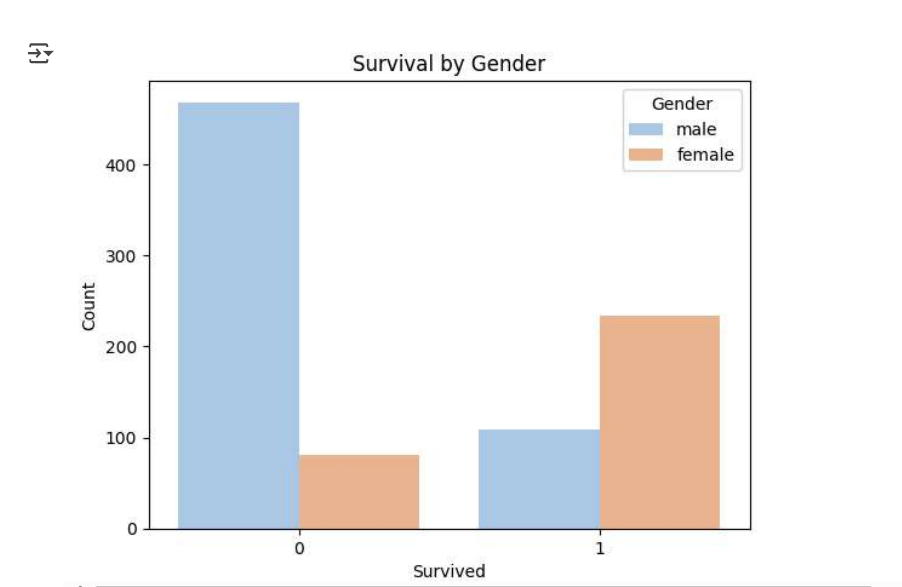 Survival by Gender
Gender
male
female
400
300
200
100
0
Count
0 1
Survived